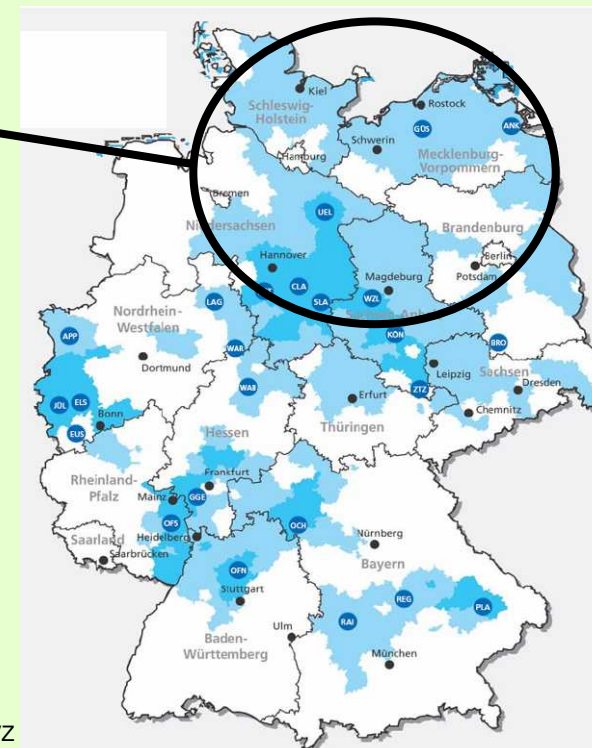 Kiel
Schleswig-
Holstein
Rostock
GÜS
ANK
Schwerin
Hamburg
Mecklenburg-
Vorpommern
Bremen
UEL
Niedersachsen
Brandenburg
Hannover
Berlin
Potsdam
CLA
Magdeburg
LAG
SLA
WZL
Nordrhein-
Westfalen
APP
WAR
KÖN
BRO
Dortmund
Leipzig
Sachsen
WAB
ZTZ
Dresden
JÜL
ELS
Erfurt
Bonn
Chemnitz
Thüringen
EUS
Hessen
Rheinland-
Pfalz
Frankfurt
Mainz
GGE
OFS
OCH
Saarland
Heidelberg
Nürnberg
Saarbrücken
Bayern
OFN
REG
PLA
Stuttgart
RAI
Ulm
Baden-
Württemberg
München